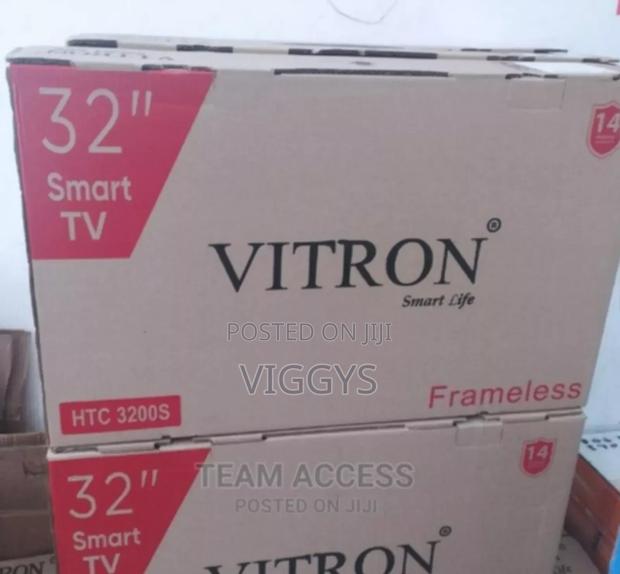 32"
Smart
TV
14
VITRON®
Smart Life
POSTED ON JIJI
VIGGYS
Frameless
HTC 3200S
32"
Smart
TV
14
TEAM ACCESS
POSTED ON JIJI
VITRON®